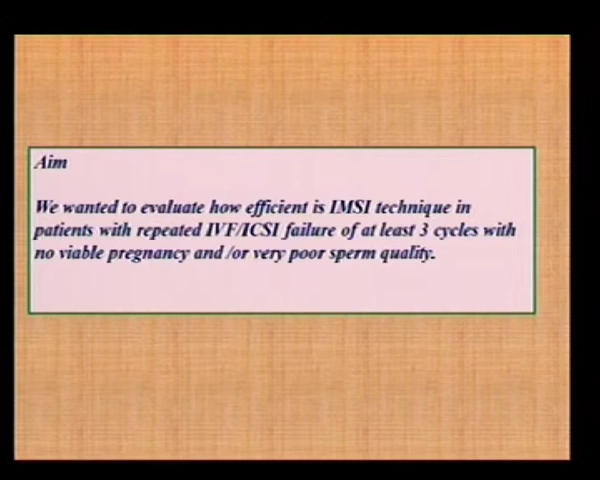 Aim
We wanted to evaluate how efficient is IMSI technique in
patients with repeated IVF/ICSI failure of at least 3 cycles with
no viable pregnancy and /or very poor sperm quality.